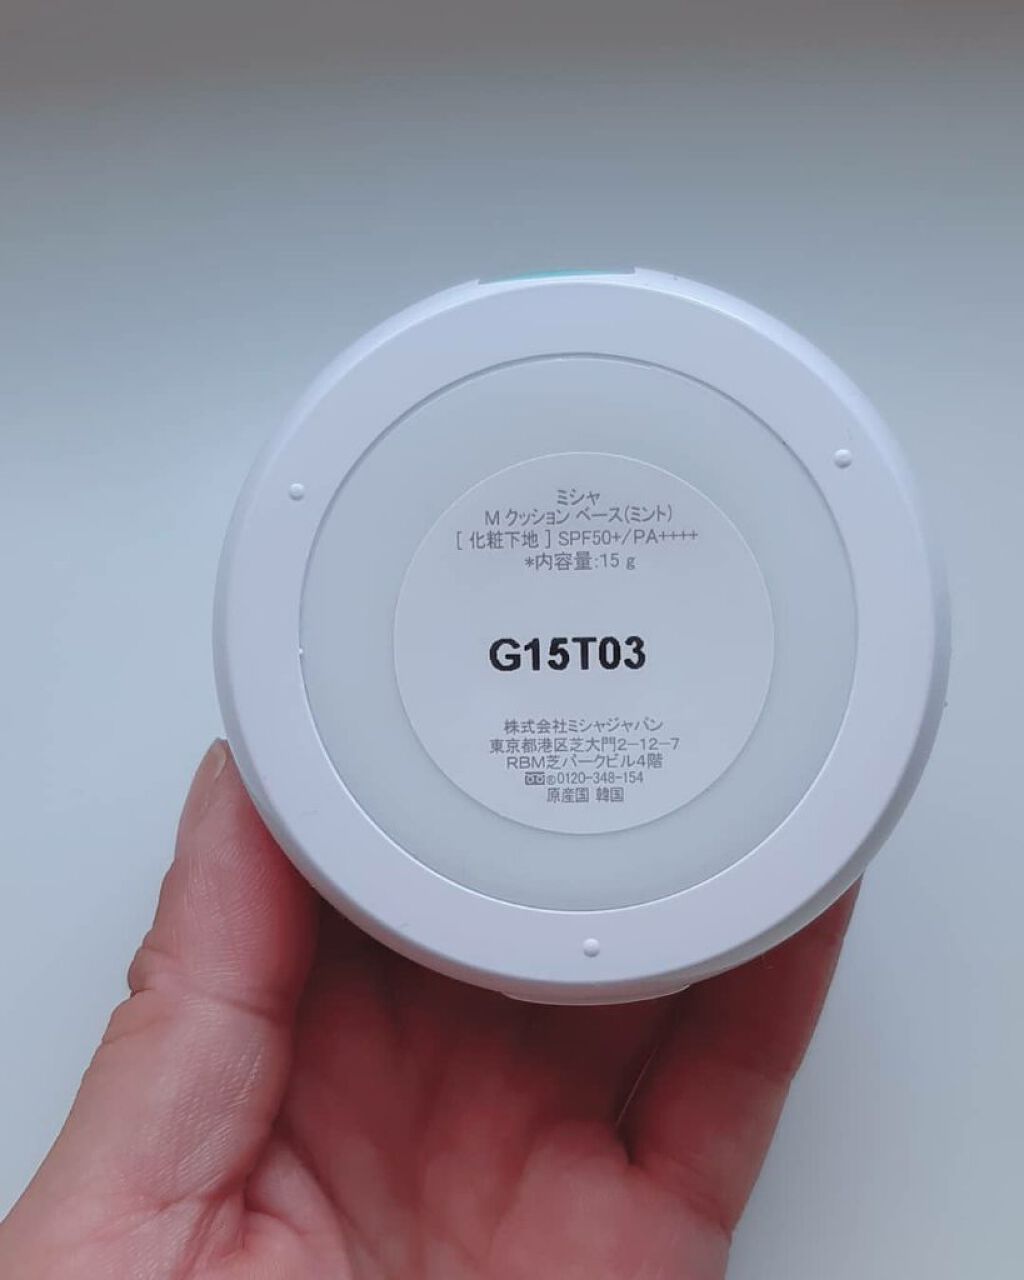 ミシャ
M クッション ベース(ミント)
[ 化粧下地 ] SPF50+/PA++++
*内容量:15 g
G15T03
株式会社ミシャジャパン
東京都港区芝大門2-12-7
RBM芝パークビル4階
®0120-348-154
原産国 韓国